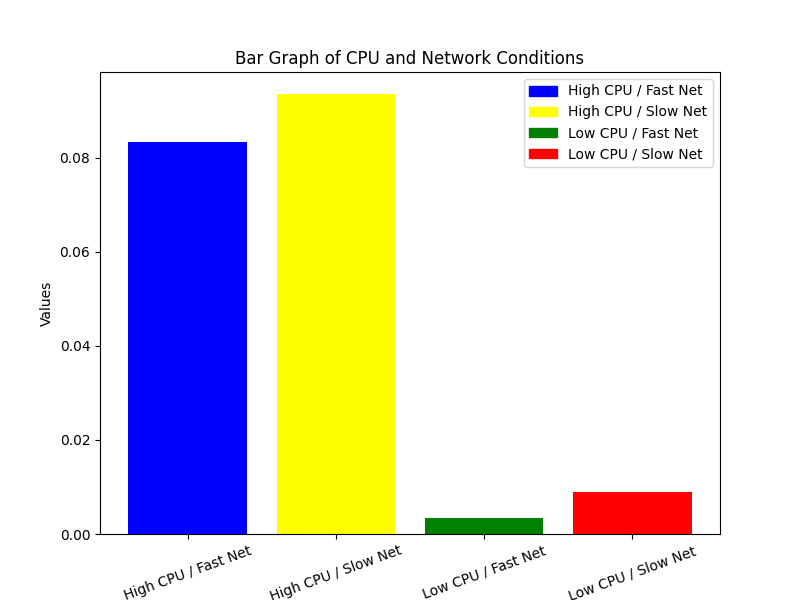 Bar Graph of CPU and Network Conditions
High CPU / Fast Net
High CPU / Slow Net
Low CPU / Fast Net
Low CPU / Slow Net
Values
0.08
0.06
0.04
0.02
0.00
High CPU / Fast Net
High CPU / Slow Net
Low CPU / Fast Net
Low CPU / Slow Net